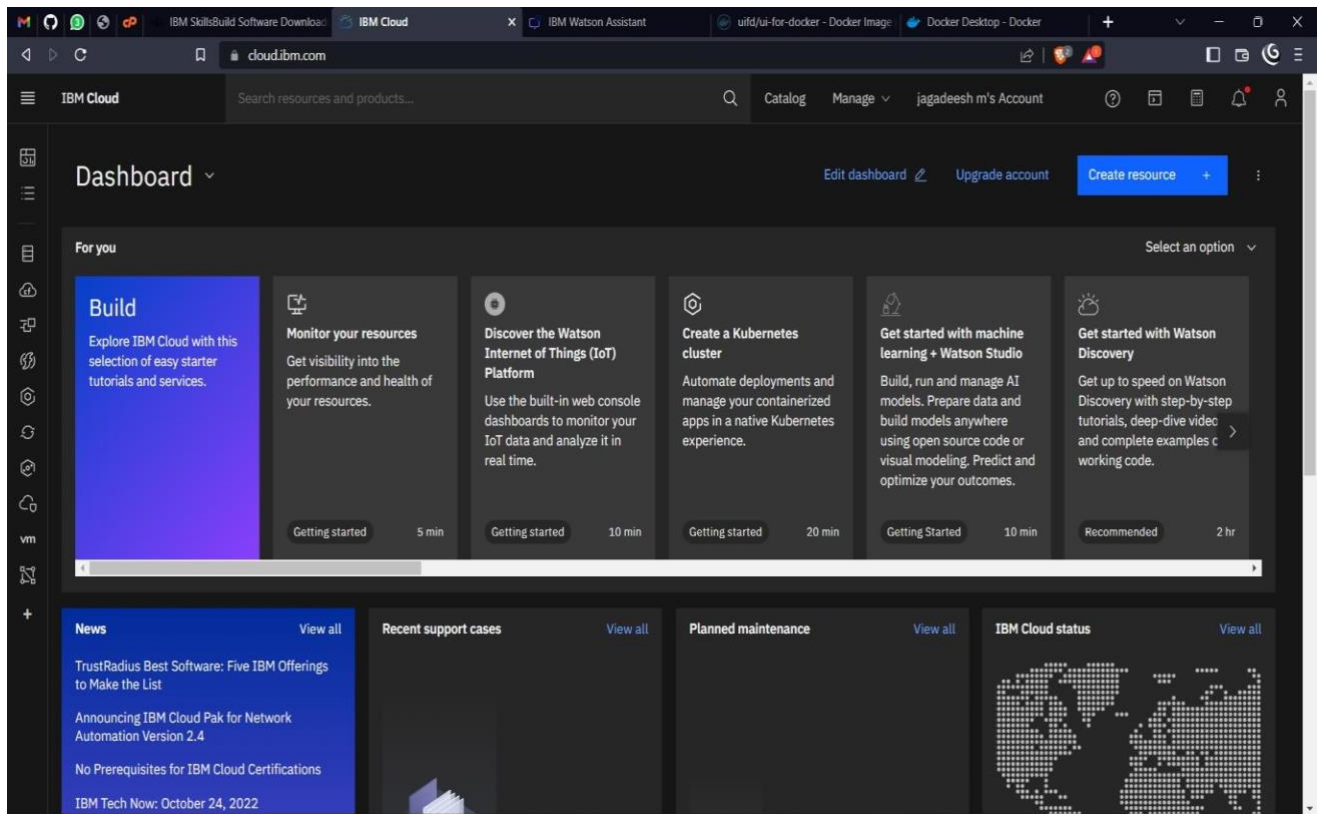 IBM SkillsBuild Software Download
IBM Cloud
IBM Watson Assistant
uifd/ui-for-docker - Docker Image
Docker Desktop - Docker
cloud.ibm.com
IBM Cloud
Search resources and products...
Catalog
Manage
jagadeesh m's Account
Dashboard
Edit dashboard
Upgrade account
Create resource +
For you
Select an option
Build
Explore IBM Cloud with this
selection of easy starter
tutorials and services.
Monitor your resources
Get visibility into the
performance and health of
your resources.
Getting started 5 min
Discover the Watson
Internet of Things (IoT)
Platform
Use the built-in web console
dashboards to monitor your
IoT data and analyze it in
real time.
Getting started 10 min
Create a Kubernetes
cluster
Automate deployments and
manage your containerized
apps in a native Kubernetes
experience.
Getting started 20 min
Get started with machine
learning + Watson Studio
Build, run and manage AI
models. Prepare data and
build models anywhere
using open source code or
visual modeling. Predict and
optimize your outcomes.
Getting Started 10 min
Get started with Watson
Discovery
Get up to speed on Watson
Discovery with step-by-step
tutorials, deep-dive video
and complete examples
working code.
Recommended 2 hr
vm
News View all
TrustRadius Best Software: Five IBM Offerings
to Make the List
Announcing IBM Cloud Pak for Network
Automation Version 2.4
No Prerequisites for IBM Cloud Certifications
IBM Tech Now: October 24, 2022
Recent support cases View all
Planned maintenance View all
IBM Cloud status View all